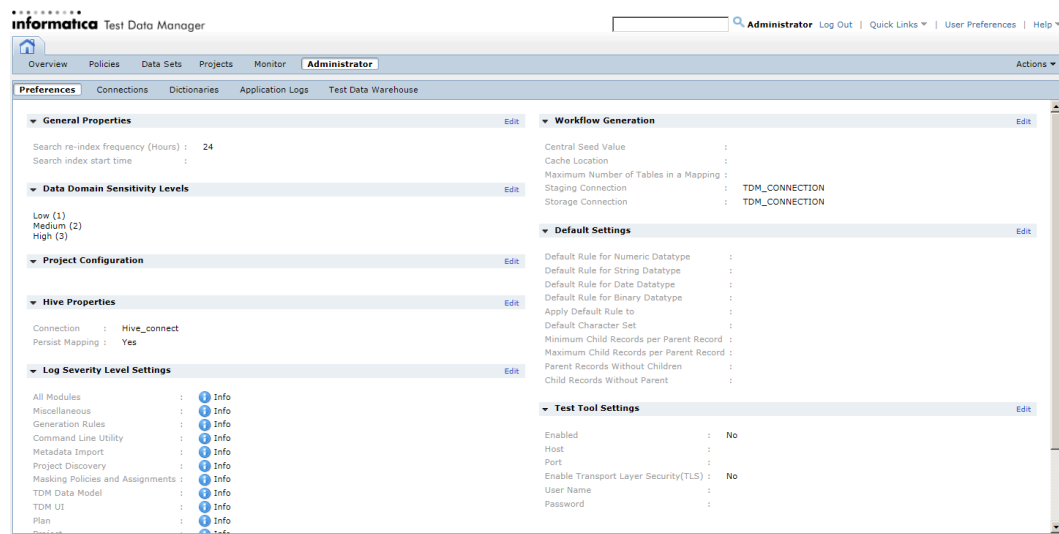 informatica Test Data Manager
Administrator Log Out | Quick Links | User Preferences | Help
Overview Policies Data Sets Projects Monitor Administrator Actions
Preferences Connections Dictionaries Application Logs Test Data Warehouse
General Properties Edit
Search re-index frequency (Hours) : 24
Search index start time :
Data Domain Sensitivity Levels Edit
Low (1)
Medium (2)
High (3)
Project Configuration Edit
Hive Properties Edit
Connection : Hive_connect
Persist Mapping : Yes
Log Severity Level Settings Edit
All Modules : Info
Miscellaneous : Info
Generation Rules : Info
Command Line Utility : Info
Metadata Import : Info
Project Discovery : Info
Masking Policies and Assignments : Info
TDM Data Model : Info
TDM UI : Info
Plan : Info
Project : Info
Workflow Generation Edit
Central Seed Value :
Cache Location :
Maximum Number of Tables in a Mapping :
Staging Connection : TDM_CONNECTION
Storage Connection : TDM_CONNECTION
Default Settings Edit
Default Rule for Numeric Datatype :
Default Rule for String Datatype :
Default Rule for Date Datatype :
Default Rule for Binary Datatype :
Apply Default Rule to :
Default Character Set :
Minimum Child Records per Parent Record :
Maximum Child Records per Parent Record :
Parent Records Without Children :
Child Records Without Parent :
Test Tool Settings Edit
Enabled : No
Host :
Port :
Enable Transport Layer Security(TLS) : No
User Name :
Password :